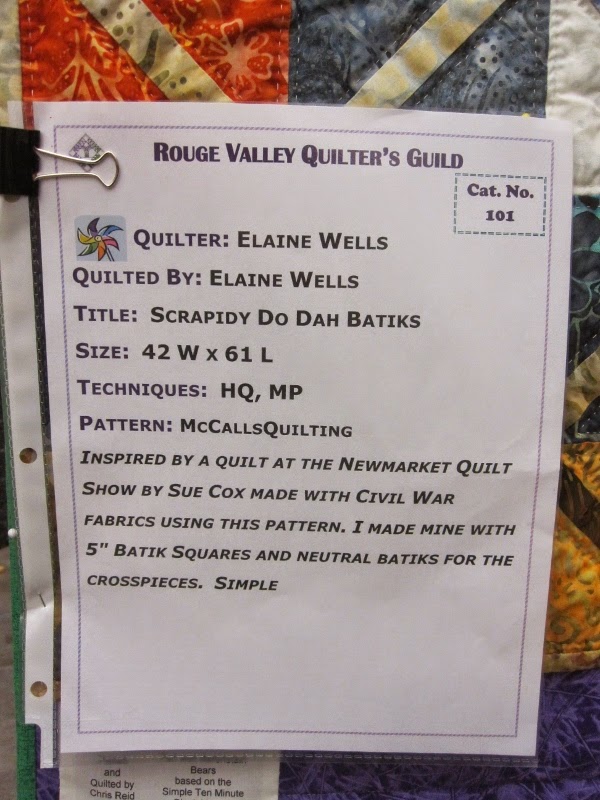 ROUGE VALLEY QUILTER'S GUILD
Cat. No.
101
QUILTER: ELAINE WELLS
QUILTED BY: ELAINE WELLS
TITLE: SCRAPIDY DO DAH BATIKS
SIZE: 42 W X 61 L
TECHNIQUES: HQ, MP
PATTERN: MCCALLSQUILTING
INSPIRED BY A QUILT AT THE NEWMARKET QUILT
SHOW BY SUE COX MADE WITH CIVIL WAR
FABRICS USING THIS PATTERN. I MADE MINE WITH
5" BATIK SQUARES AND NEUTRAL BATIKS FOR THE
CROSSPIECES. SIMPLE
and
Quilted by
Chris Reid
Bears
based on the
Simple Ten Minute